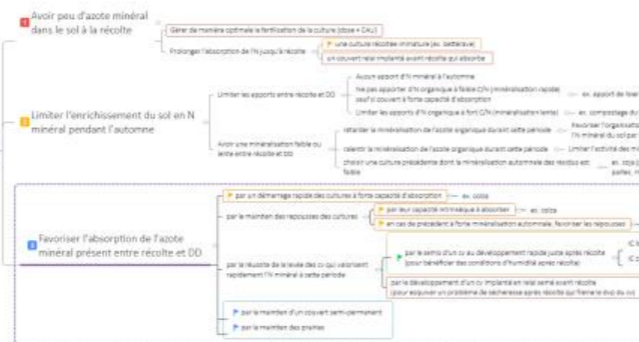 1 Avoir peu d'azote minéral
dans le sol à la récolte
Gérer de manière optimale la fertilisation de la culture (dose + CAU)
Prolonger l'absorption de l'N jusqu'à récolte
une culture récoltée immature (ex. betterave)
un couvert relai implanté avant récolte qui absorbe
Limiter l'enrichissement du sol en N
minéral pendant l'automne
Limiter les apports entre récolte et DD
Aucun apport d'N minéral à l'automne
Ne pas apporter d'N organique à faible C/N (minéralisation rapide)
sauf si couvert à forte capacité d'absorption
ex. apport de
Limiter les apports d'N organique à fort C/N (minéralisation lente)
ex. compostage du
Avoir une minéralisation faible ou
lente entre récolte et DD
retarder la minéralisation de l'azote organique durant cette période
Favoriser l'organisation
l'N minéral du sol par
ralentir la minéralisation de l'azote organique durant cette période
Limiter l'activité des
choisir une culture précédente dont la minéralisation automnale des résidus est
faible
ex. soja
3 Favoriser l'absorption de l'azote
minéral présent entre récolte et DD
par un démarrage rapide des cultures à forte capacité d'absorption
ex. colza
par le maintien des repousses des cultures
par leur capacité intrinsèque à absorber
ex. colza
en cas de précédent à forte minéralisation automnale, favoriser les repousses
par la réussite de la levée des cv qui valorisent
rapidement l'N minéral à cette période
par le semis d'un cv au développement rapide juste après récolte
(pour bénéficier des conditions d'humidité après récolte)
par le développement d'un cv implanté en relai semé avant récolte
(pour esquiver un problème de sécheresse après récolte qui freine le dvp du cv)
par le maintien d'un couvert semi-permanent
par le maintien des prairies